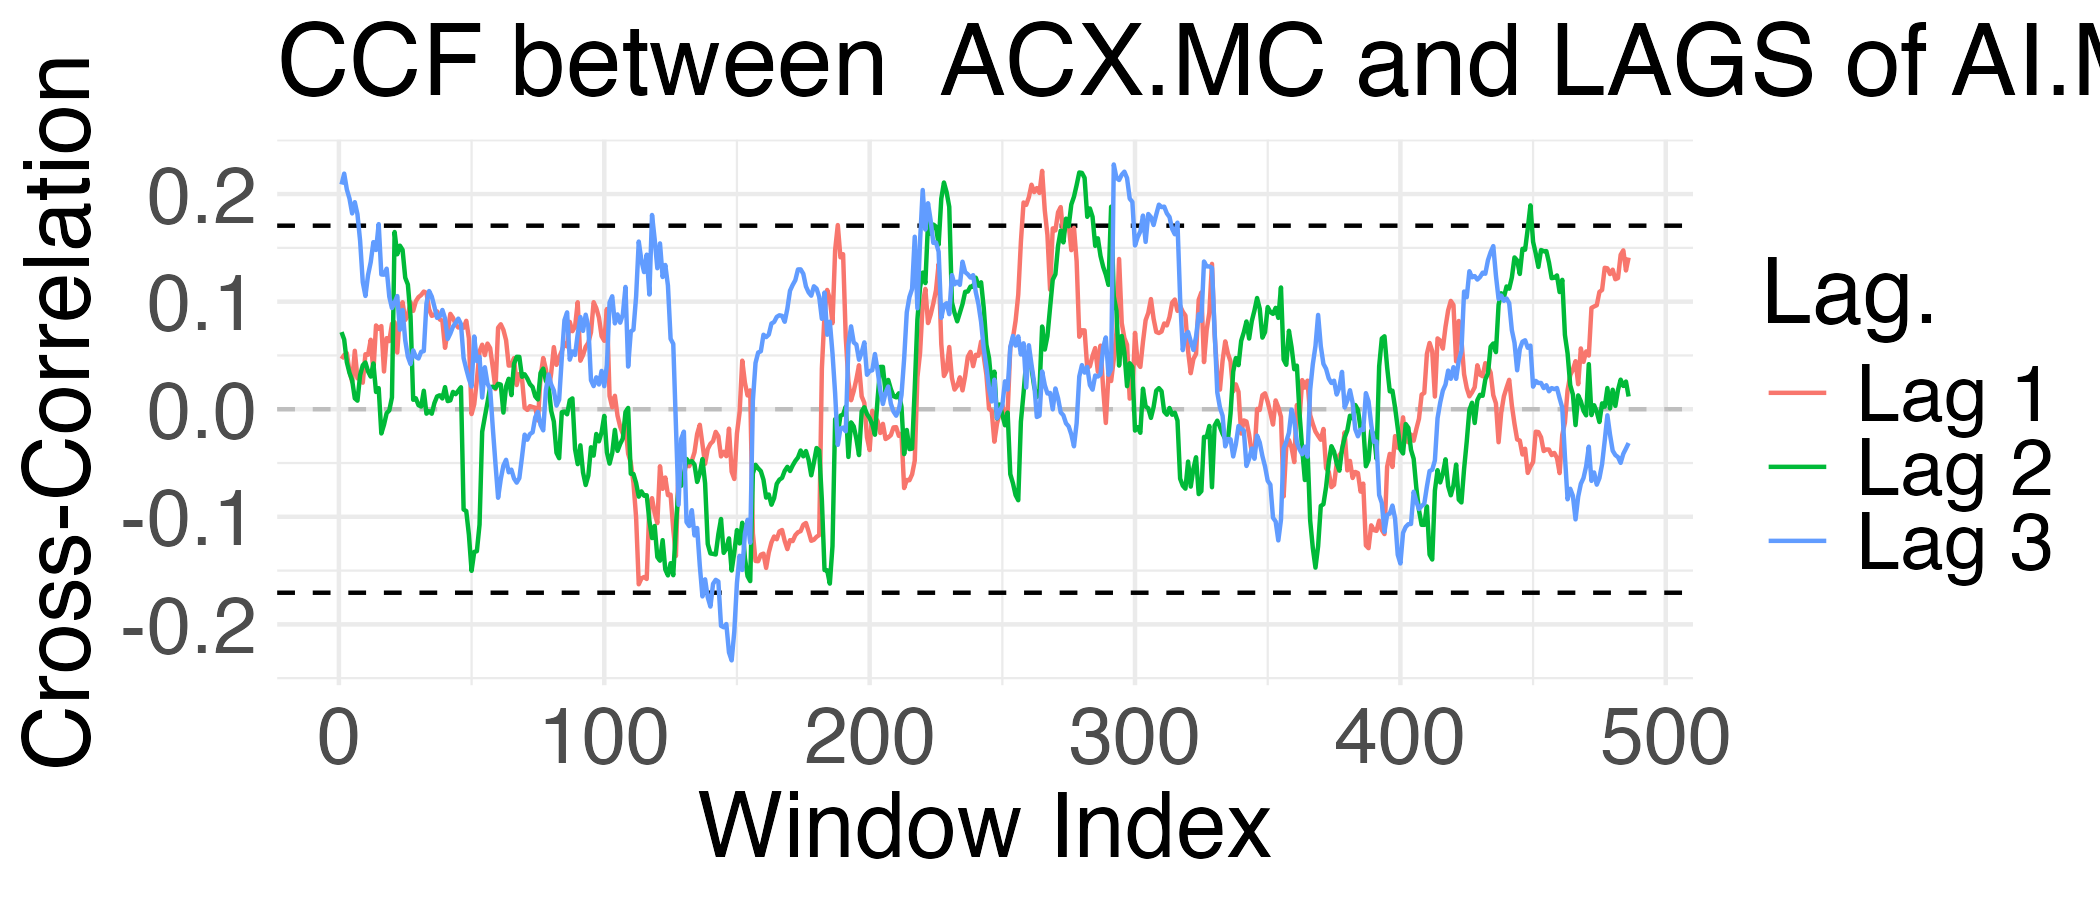 CCF between  ACX.MC and LAGS of AI.
Cross-Correlation
0.2
0.1
0.0
-0.1
-0.2
0 100 200 300 400 500
Window Index
Lag.
Lag 1
Lag 2
Lag 3